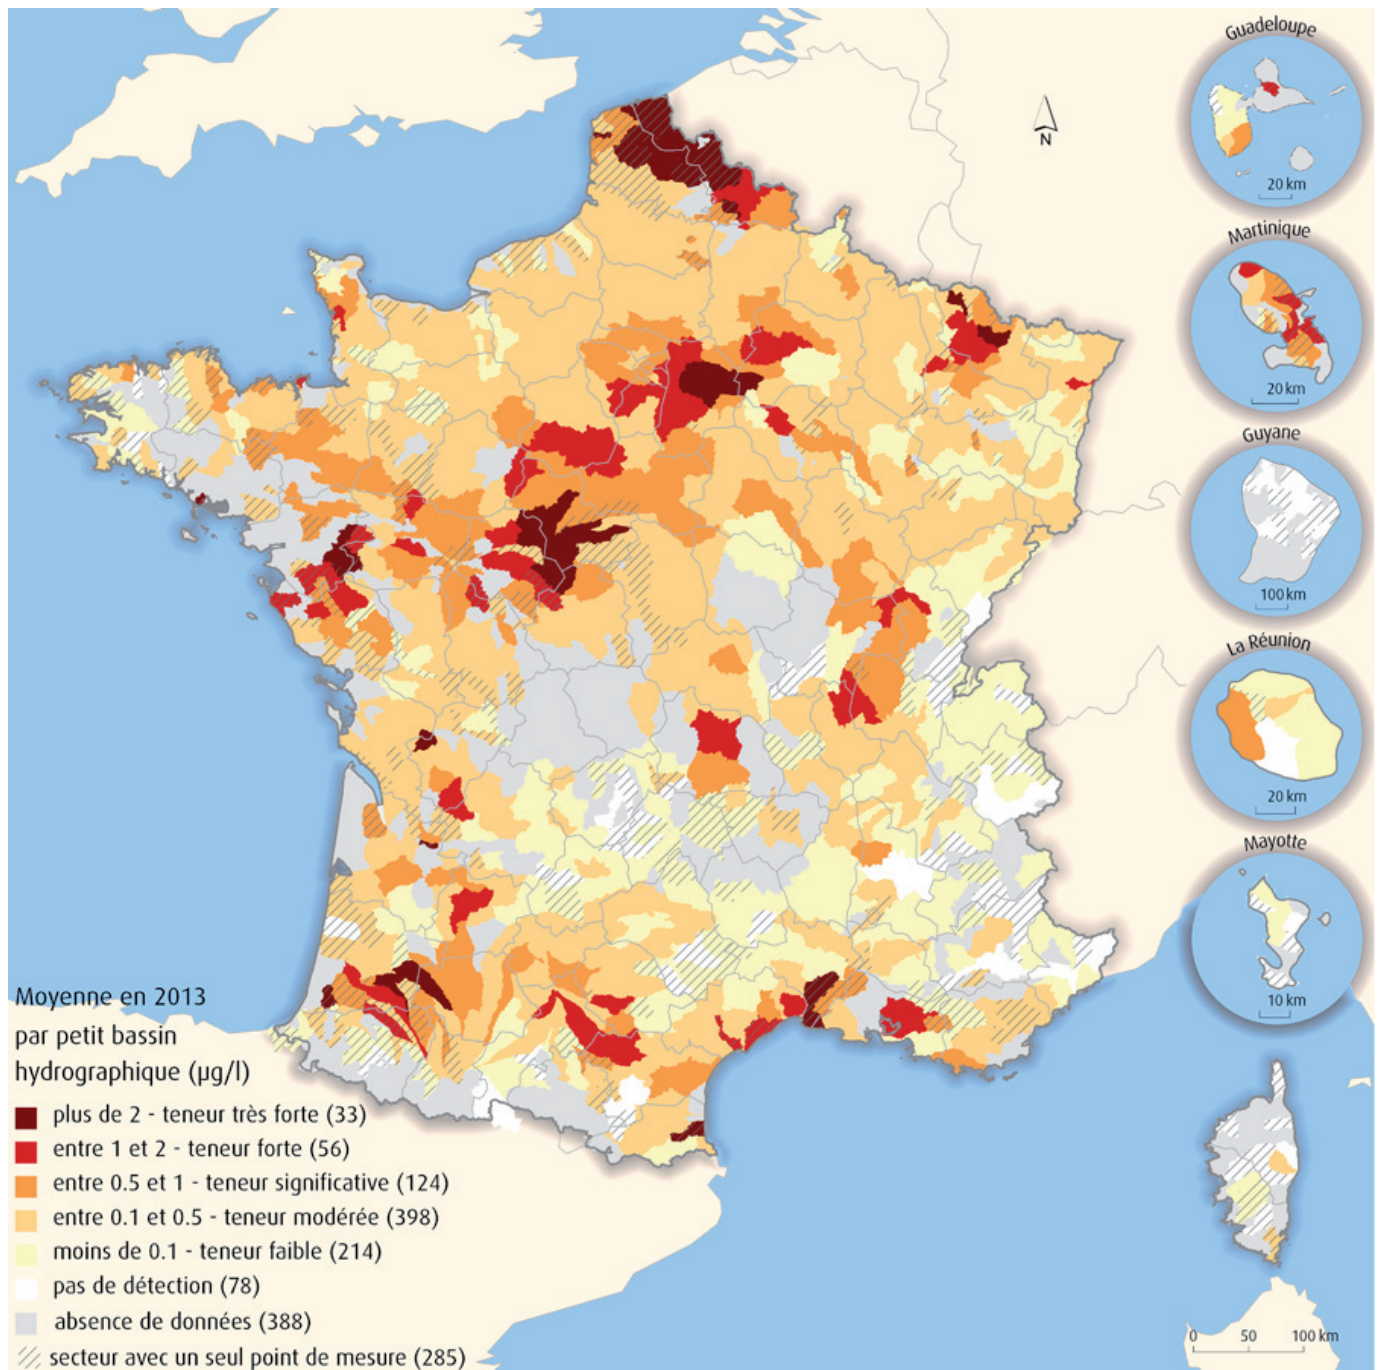 Guadeloupe
20 km
N
Martinique
20 km
Guyane
100 km
La Réunion
20 km
Mayotte
10 km
Moyenne en 2013
par petit bassin
hydrographique (µg/l)
plus de 2 - teneur très forte (33)
entre 1 et 2 - teneur forte (56)
entre 0.5 et 1 - teneur significative (124)
entre 0.1 et 0.5 - teneur modérée (398)
moins de 0.1 - teneur faible (214)
pas de détection (78)
absence de données (388)
secteur avec un seul point de mesure (285)
0 50 100 km